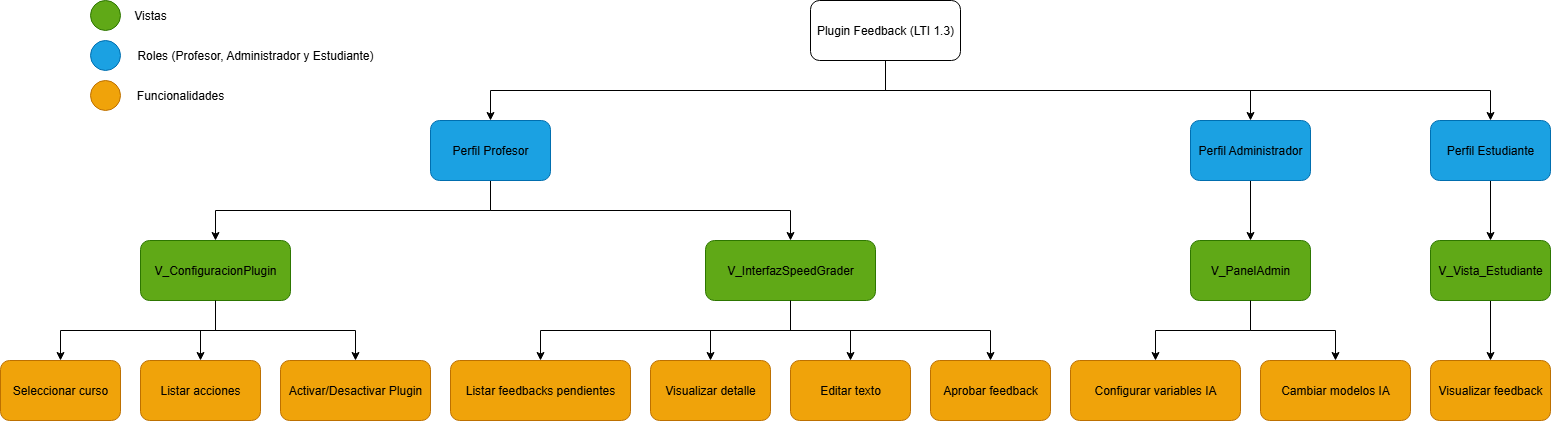 Vistas
Roles (Profesor, Administrador y Estudiante)
Funcionalidades
Plugin Feedback (LTI 1.3)
Perfil Profesor
Perfil Administrador
Perfil Estudiante
V_ConfiguracionPlugin
V_InterfazSpeedGrader
V_PanelAdmin
V_Vista_Estudiante
Seleccionar curso
Listar acciones
Activar/Desactivar Plugin
Listar feedbacks pendientes
Visualizar detalle
Editar texto
Aprobar feedback
Configurar variables IA
Cambiar modelos IA
Visualizar feedback